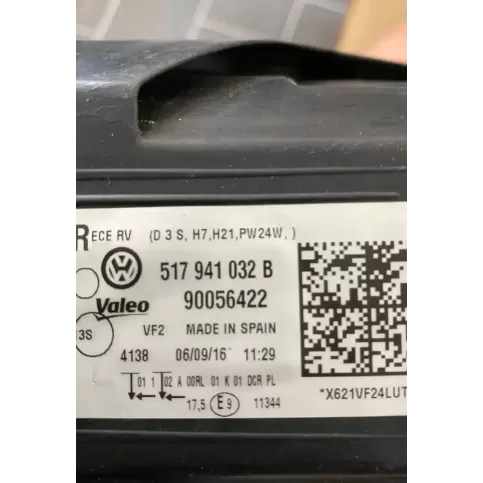 R ECE RV (D 3 S, H7,H21,PW24W, )
517 941 032 B
Valeo 90056422
3S VF2 MADE IN SPAIN
4138 06/09/16 11:29
01 1 02 A 00RL 01 K 01 DCR PL
17,5 E 9 11344
*X621VF24LUT